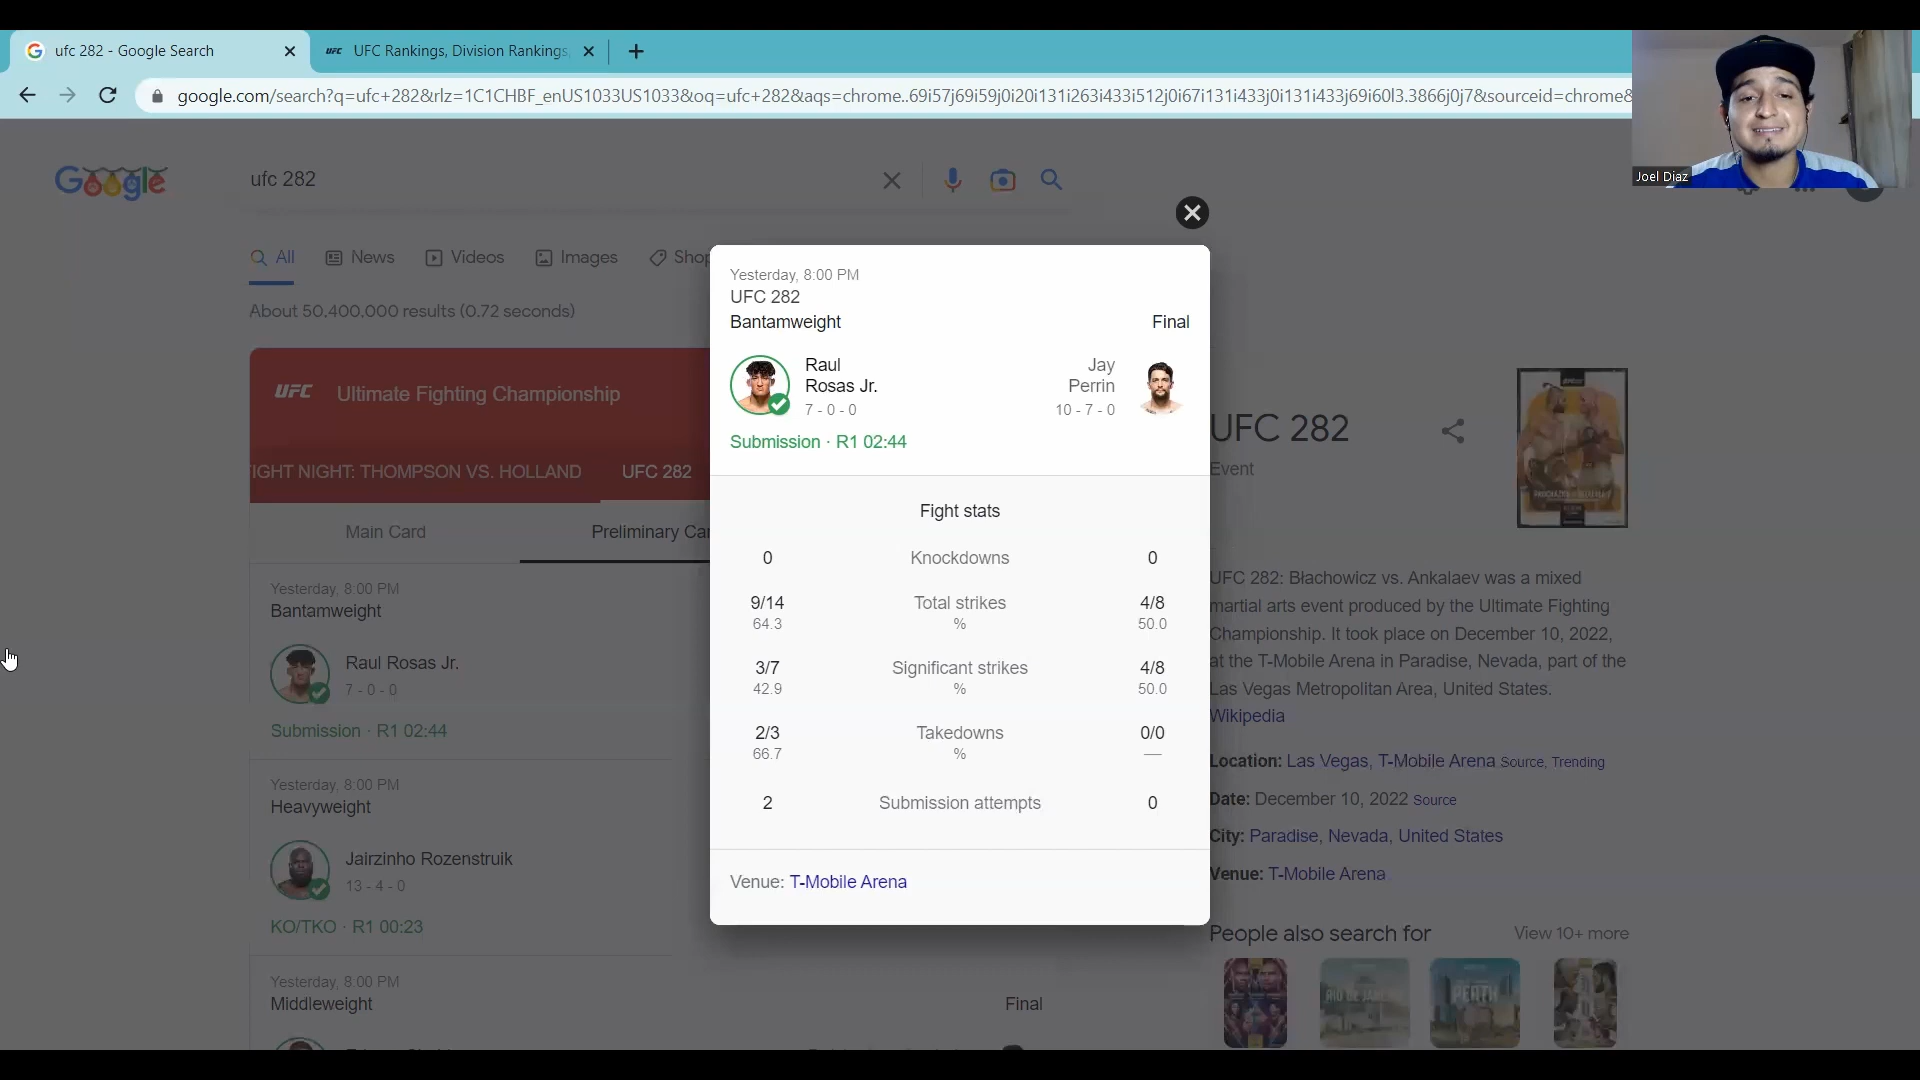 ufc 282 - Google Search
UFC UFC Rankings, Division Rankings,
google.com/search?q=ufc+282&rlz=1C1CHBF_enUS1033US1033&oq=ufc+282&aqs=chrome..69i57j69i59j0i20i131i263i433i512j0i67i131i433j0i131i433j69i60l3.3866j0j7&sourceid=chrome&
Joel Diaz
Google
ufc 282
All News Videos Images Shop
About 50,400,000 results (0.72 seconds)
UFC Ultimate Fighting Championship
IGHT NIGHT: THOMPSON VS. HOLLAND UFC 282
Main Card Preliminary Car
Yesterday, 8:00 PM
Bantamweight
Raul Rosas Jr.
7 - 0 - 0
Submission · R1 02:44
Yesterday, 8:00 PM
Heavyweight
Jairzinho Rozenstruik
13 - 4 - 0
KO/TKO · R1 00:23
Yesterday, 8:00 PM
Middleweight Final
Yesterday, 8:00 PM
UFC 282
Bantamweight Final
Raul
Rosas Jr.
7 - 0 - 0
Jay
Perrin
10 - 7 - 0
Submission · R1 02:44
Fight stats
0 Knockdowns 0
9/14 Total strikes 4/8
64.3 % 50.0
3/7 Significant strikes 4/8
42.9 % 50.0
2/3 Takedowns 0/0
66.7 % —
2 Submission attempts 0
Venue: T-Mobile Arena
UFC 282
Event
UFC 282: Błachowicz vs. Ankalaev was a mixed
martial arts event produced by the Ultimate Fighting
Championship. It took place on December 10, 2022,
at the T-Mobile Arena in Paradise, Nevada, part of the
Las Vegas Metropolitan Area, United States.
Wikipedia
Location: Las Vegas, T-Mobile Arena Source, Trending
Date: December 10, 2022 Source
City: Paradise, Nevada, United States
Venue: T-Mobile Arena
People also search for View 10+ more
RIO DE JANE
PERTH